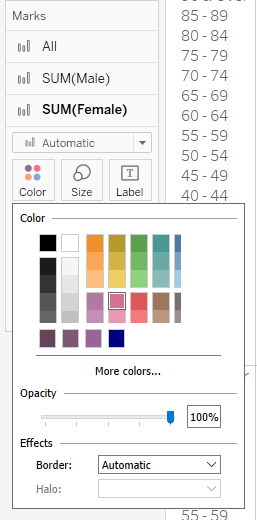 Marks
All
SUM(Male)
SUM(Female)
Automatic
Color
Size
Label
85 - 89
80 - 84
75 - 79
70 - 74
65 - 69
60 - 64
55 - 59
50 - 54
45 - 49
40 - 44
Color
More colors...
Opacity
100%
Effects
Border:
Automatic
Halo:
55 - 59